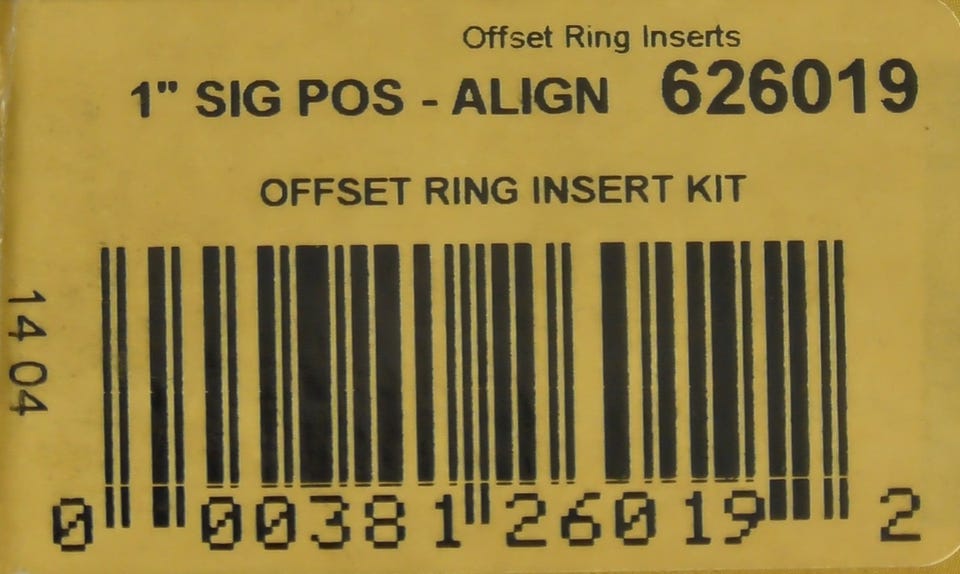 Offset Ring Inserts
1" SIG POS - ALIGN 626019
OFFSET RING INSERT KIT
14 04
0 00381 26019 2